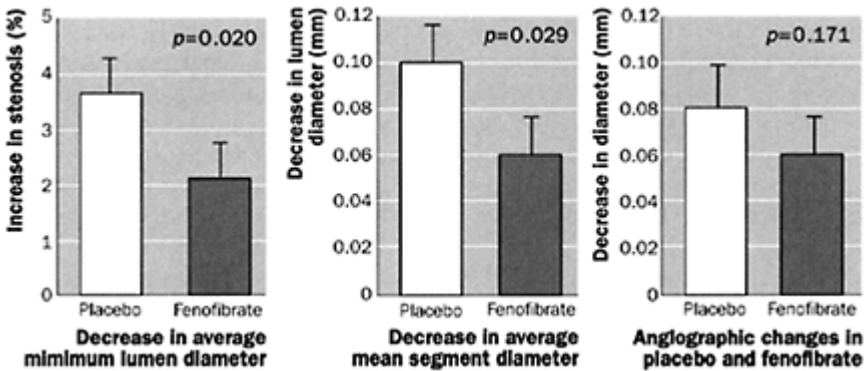 Increase in stenosis (%)
5
4
3
2
1
0
p=0.020
Placebo
Fenofibrate
Decrease in average
mimimum lumen diameter
Decrease in lumen
diameter (mm)
0.12
0.10
0.08
0.06
0.04
0.02
0
p=0.029
Placebo
Fenofibrate
Decrease in average
mean segment diameter
Decrease in diameter (mm)
0.12
0.10
0.08
0.06
0.04
0.02
0
p=0.171
Placebo
Fenofibrate
Angiographic changes in
placebo and fenofibrate